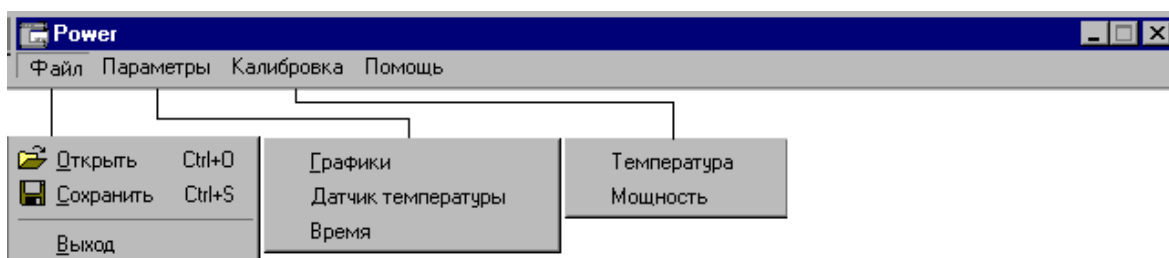 Power
Файл Параметры Калибровка Помощь
Открыть Ctrl+O
Сохранить Ctrl+S
Выход
Графики
Датчик температуры
Время
Температура
Мощность